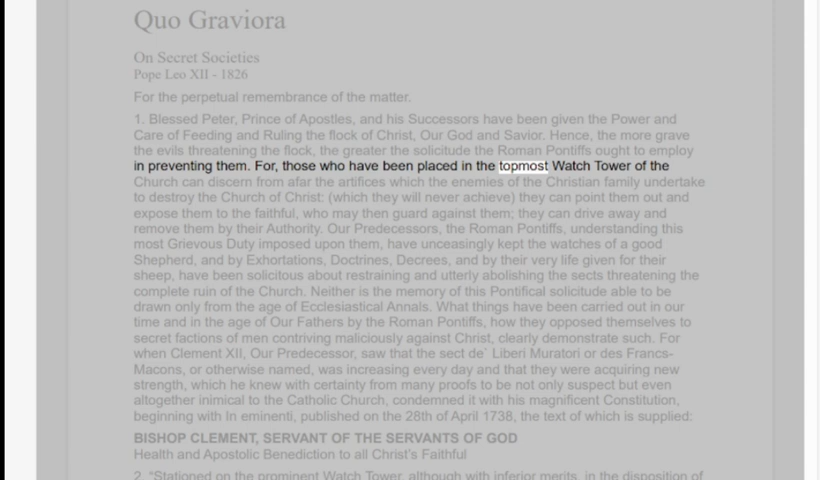 Quo Graviora
On Secret Societies
Pope Leo XII - 1826
For the perpetual remembrance of the matter.
1. Blessed Peter, Prince of Apostles, and his Successors have been given the Power and
Care of Feeding and Ruling the flock of Christ, Our God and Savior. Hence, the more grave
the evils threatening the flock, the greater the solicitude the Roman Pontiffs ought to employ
in preventing them. For, those who have been placed in the topmost Watch Tower of the
Church can discern from afar the artifices which the enemies of the Christian family undertake
to destroy the Church of Christ: (which they will never achieve) they can point them out and
expose them to the faithful, who may then guard against them; they can drive away and
remove them by their Authority. Our Predecessors, the Roman Pontiffs, understanding this
most Grievous Duty imposed upon them, have unceasingly kept the watches of a good
Shepherd, and by Exhortations, Doctrines, Decrees, and by their very life given for their
sheep, have been solicitous about restraining and utterly abolishing the sects threatening the
complete ruin of the Church. Neither is the memory of this Pontifical solicitude able to be
drawn only from the age of Ecclesiastical Annals. What things have been carried out in our
time and in the age of Our Fathers by the Roman Pontiffs, how they opposed themselves to
secret factions of men contriving maliciously against Christ, clearly demonstrate such. For
when Clement XII, Our Predecessor, saw that the sect de` Liberi Muratori or des Francs-
Macons, or otherwise named, was increasing every day and that they were acquiring new
strength, which he knew with certainty from many proofs to be not only suspect but even
altogether inimical to the Catholic Church, condemned it with his magnificent Constitution,
beginning with In eminenti, published on the 28th of April 1738, the text of which is supplied:
BISHOP CLEMENT, SERVANT OF THE SERVANTS OF GOD
Health and Apostolic Benediction to all Christ's Faithful
2. "Stationed on the prominent Watch Tower, although with inferior merits, in the disposition of